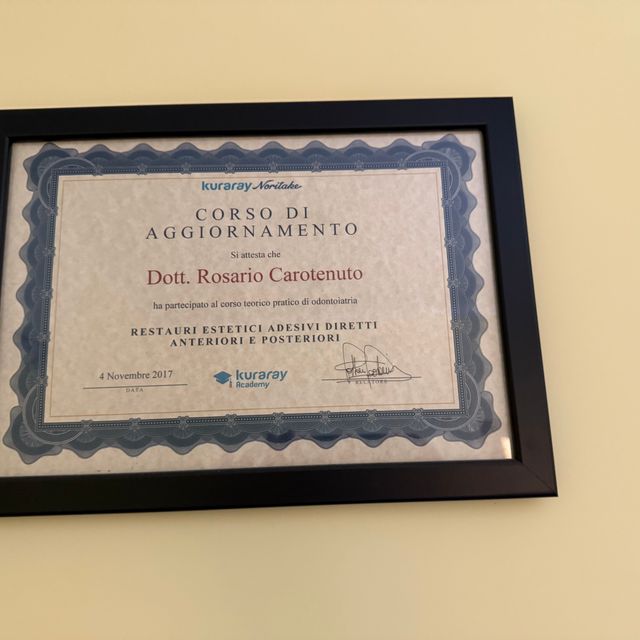 kuraray Noritake
CORSO DI
AGGIORNAMENTO
Si attesta che
Dott. Rosario Carotenuto
ha partecipato al corso teorico pratico di odontoiatria
RESTAURI ESTETICI ADESIVI DIRETTI
ANTERIORI E POSTERIORI
4 Novembre 2017
DATA
kuraray
Academy
RELATORE